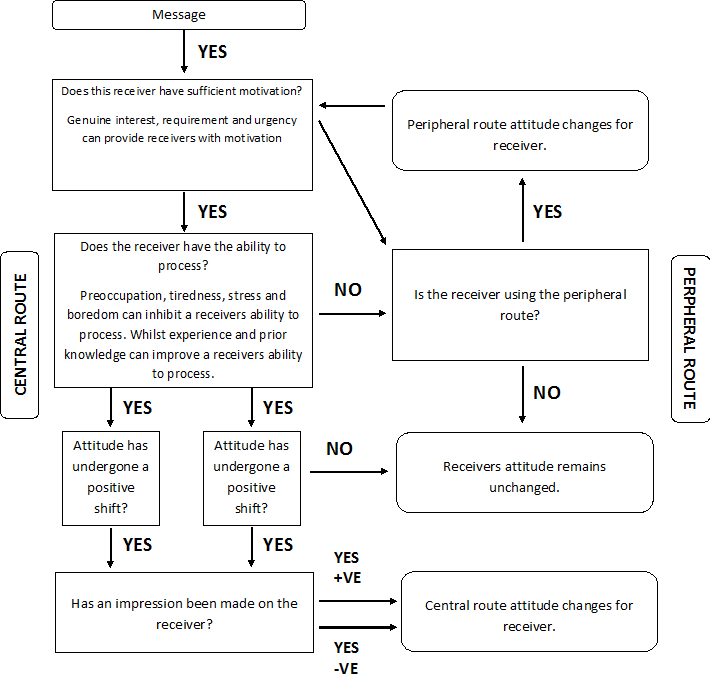 Message
YES
Does this receiver have sufficient motivation?
Genuine interest, requirement and urgency
can provide receivers with motivation
Peripheral route attitude changes for
receiver.
YES
YES
CENTRAL ROUTE
Does the receiver have the ability to
process?
Preoccupation, tiredness, stress and
boredom can inhibit a receivers ability to
process. Whilst experience and prior
knowledge can improve a receivers ability
to process.
NO
Is the receiver using the peripheral
route?
PERPHERAL ROUTE
YES
YES
NO
Attitude has
undergone a
positive
shift?
Attitude has
undergone a
positive
shift?
NO
Receivers attitude remains
unchanged.
YES
YES
YES
+VE
Has an impression been made on the
receiver?
Central route attitude changes for
receiver.
YES
-VE